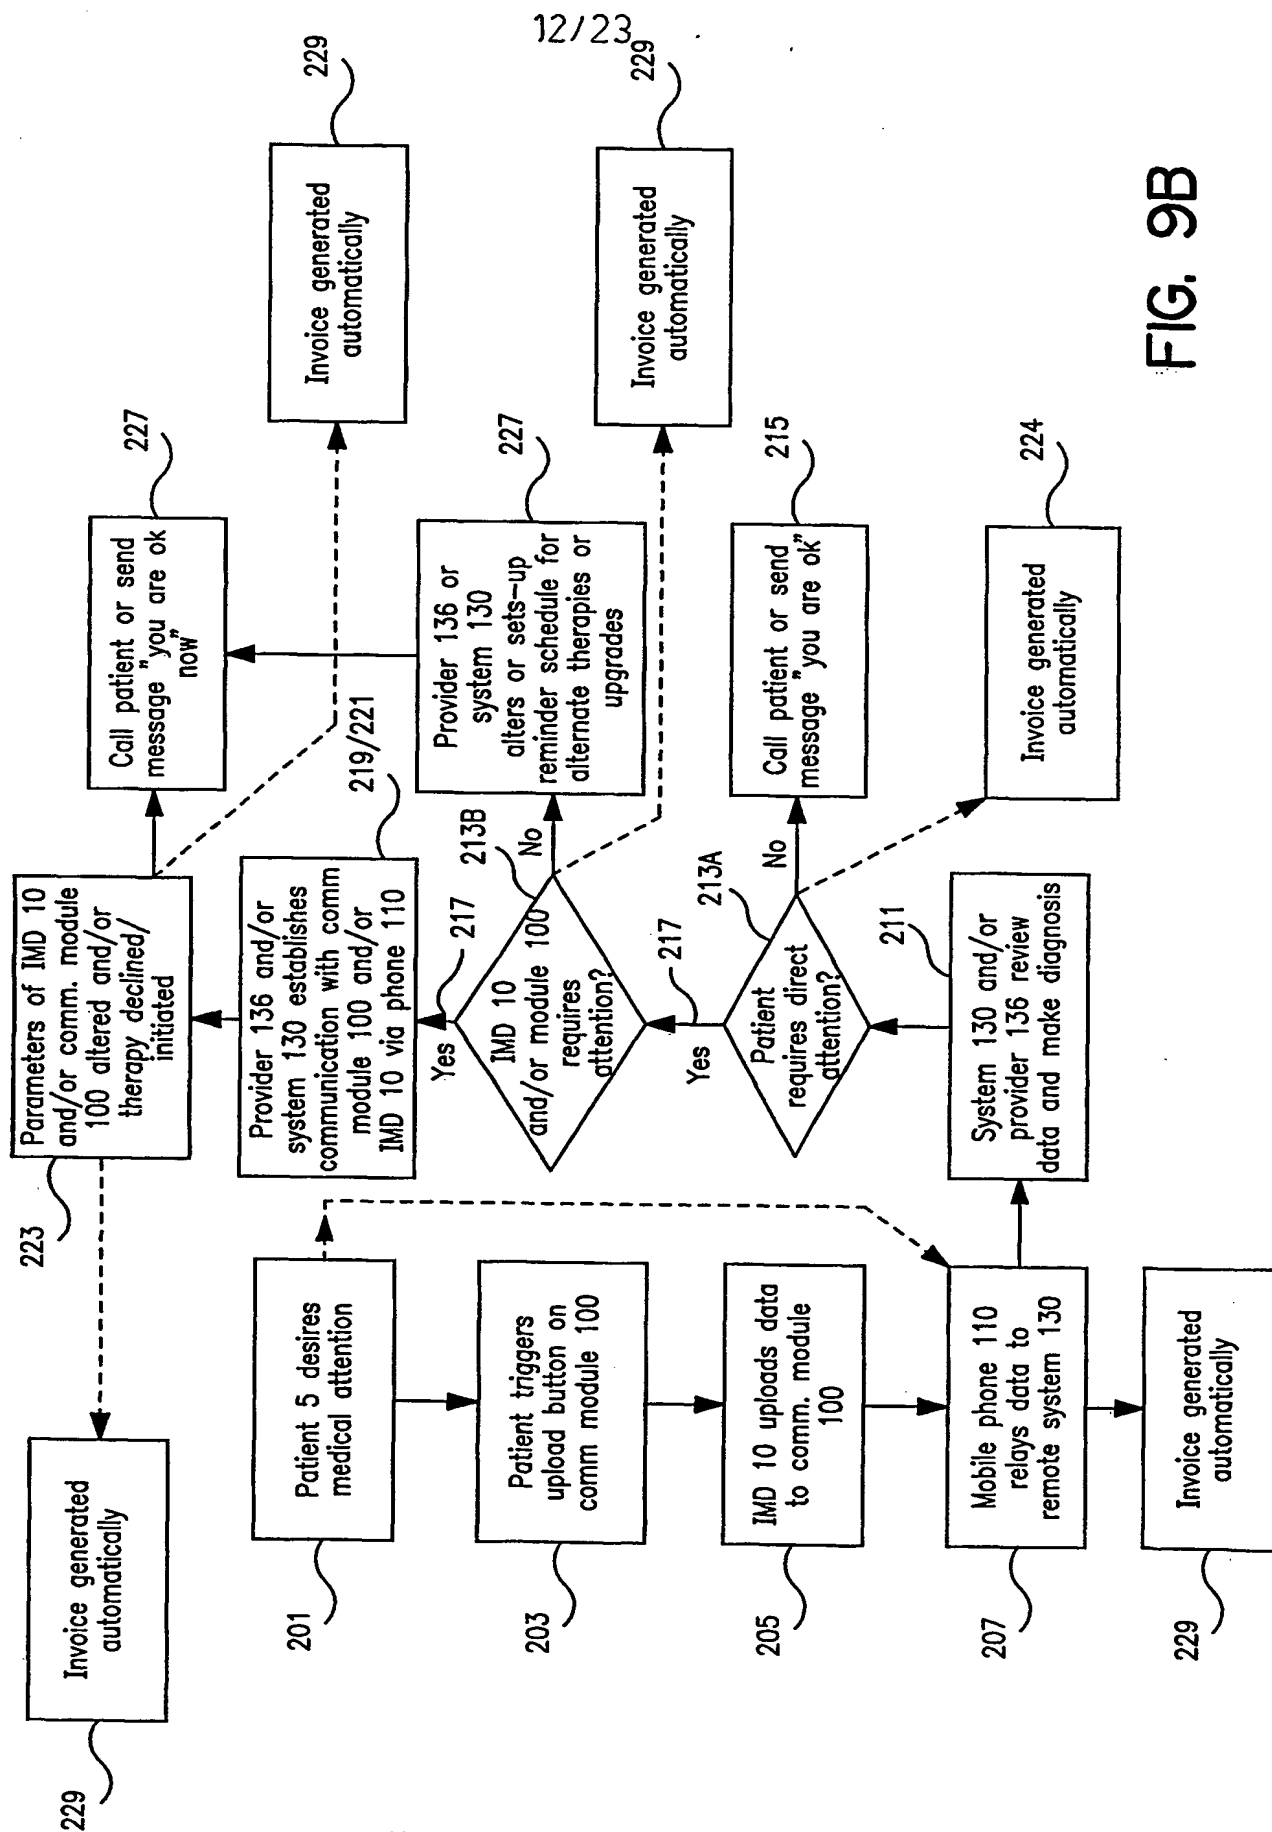 12/23
229
Invoice generated
automatically
223
Parameters of IMD 10
and/or comm. module
100 altered and/or
therapy declined/
initiated
227
Call patient or send
message "you are ok
now"
229
Invoice generated
automatically
201
Patient 5 desires
medical attention
219/221
Provider 136 and/or
system 130 establishes
communication with comm
module 100 and/or
IMD 10 via phone 110
217
Yes
203
Patient triggers
upload button on
comm module 100
213B
IMD 10
and/or module 100
requires
attention?
No
227
Provider 136 or
system 130
alters or sets-up
reminder schedule for
alternate therapies or
upgrades
229
Invoice generated
automatically
217
Yes
205
IMD 10 uploads data
to comm. module
100
213A
Patient
requires direct
attention?
No
215
Call patient or send
message "you are ok"
207
Mobile phone 110
relays data to
remote system 130
211
System 130 and/or
provider 136 review
data and make diagnosis
224
Invoice generated
automatically
229
Invoice generated
automatically
FIG. 9B